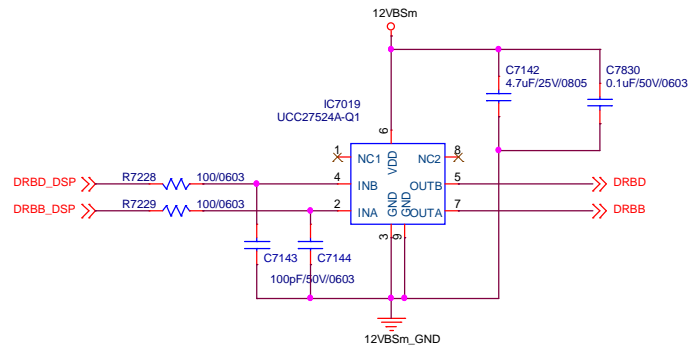 12VBSm
C7142
4.7uF/25V/0805
C7830
0.1uF/50V/0603
IC7019
UCC27524A-Q1
6
1
NC1
VDD
NC2
8
DRBD_DSP
R7228
100/0603
4
INB
OUTB
5
DRBD
DRBB_DSP
R7229
100/0603
2
INA
GND
GND
OUTA
7
DRBB
3
9
C7143
C7144
100pF/50V/0603
12VBSm_GND